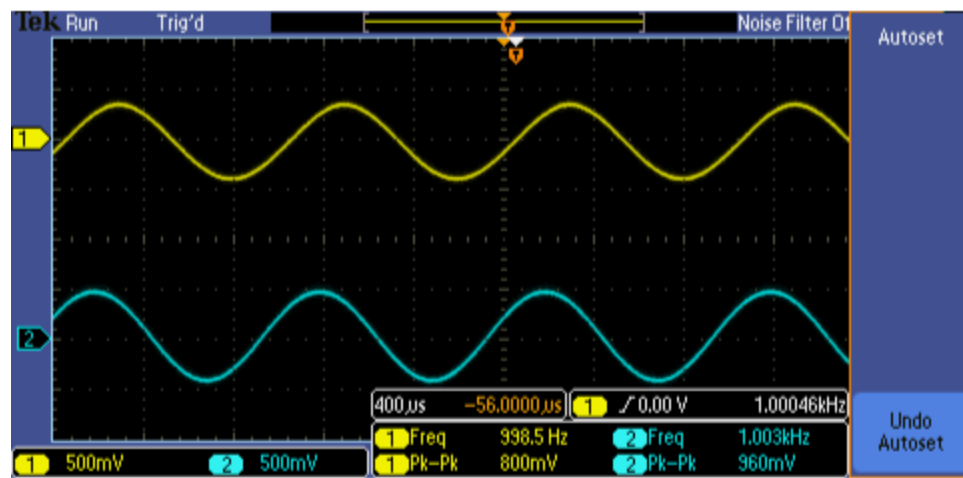 Tek Run Trig'd Noise Filter Of
Autoset
T
T
1
2
400µs -56.0000µs 1 / 0.00 V 1.00046kHz
1 Freq 998.5 Hz 2 Freq 1.003kHz
1 500mV 2 500mV 1 Pk-Pk 800mV 2 Pk-Pk 960mV
Undo
Autoset